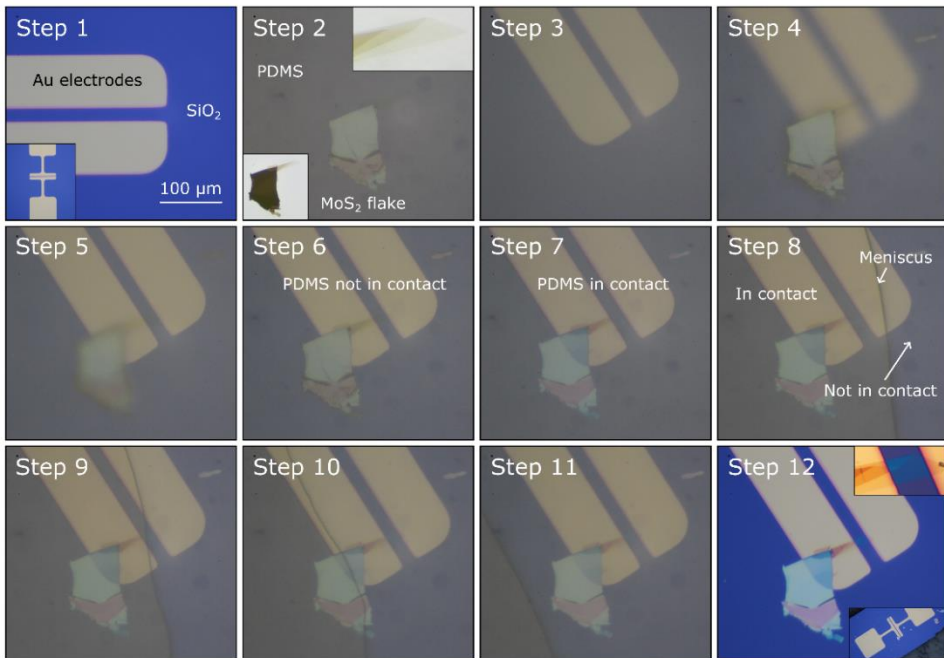 Step 1
Au electrodes
SiO₂
100 µm
Step 2
PDMS
MoS₂ flake
Step 3
Step 4
Step 5
Step 6
PDMS not in contact
Step 7
PDMS in contact
Step 8
Meniscus
In contact
Not in contact
Step 9
Step 10
Step 11
Step 12